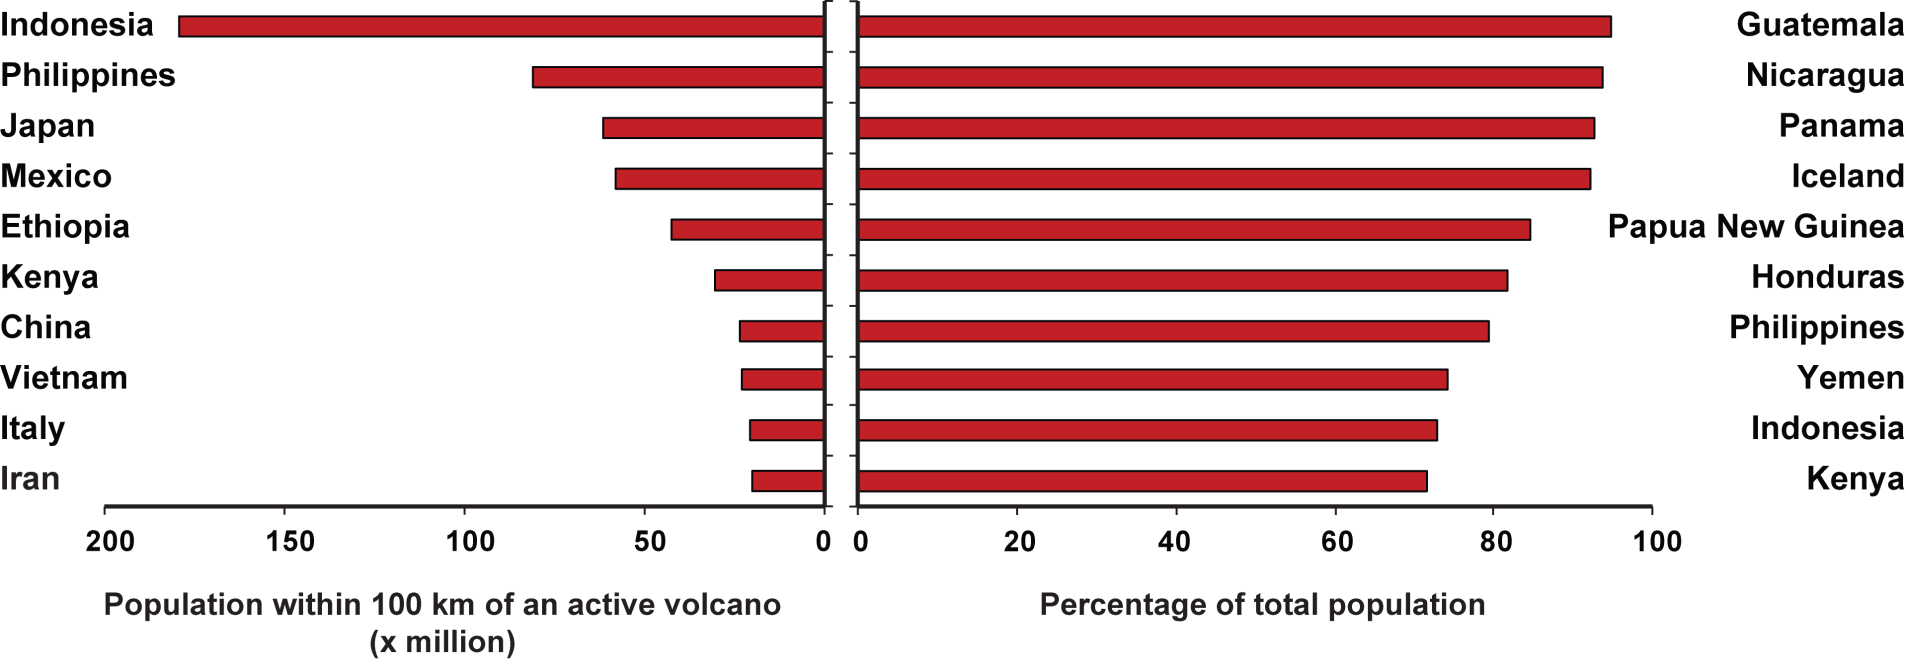 Indonesia
Philippines
Japan
Mexico
Ethiopia
Kenya
China
Vietnam
Italy
Iran
200 150 100 50 0
Population within 100 km of an active volcano
(x million)
Guatemala
Nicaragua
Panama
Iceland
Papua New Guinea
Honduras
Philippines
Yemen
Indonesia
Kenya
0 20 40 60 80 100
Percentage of total population